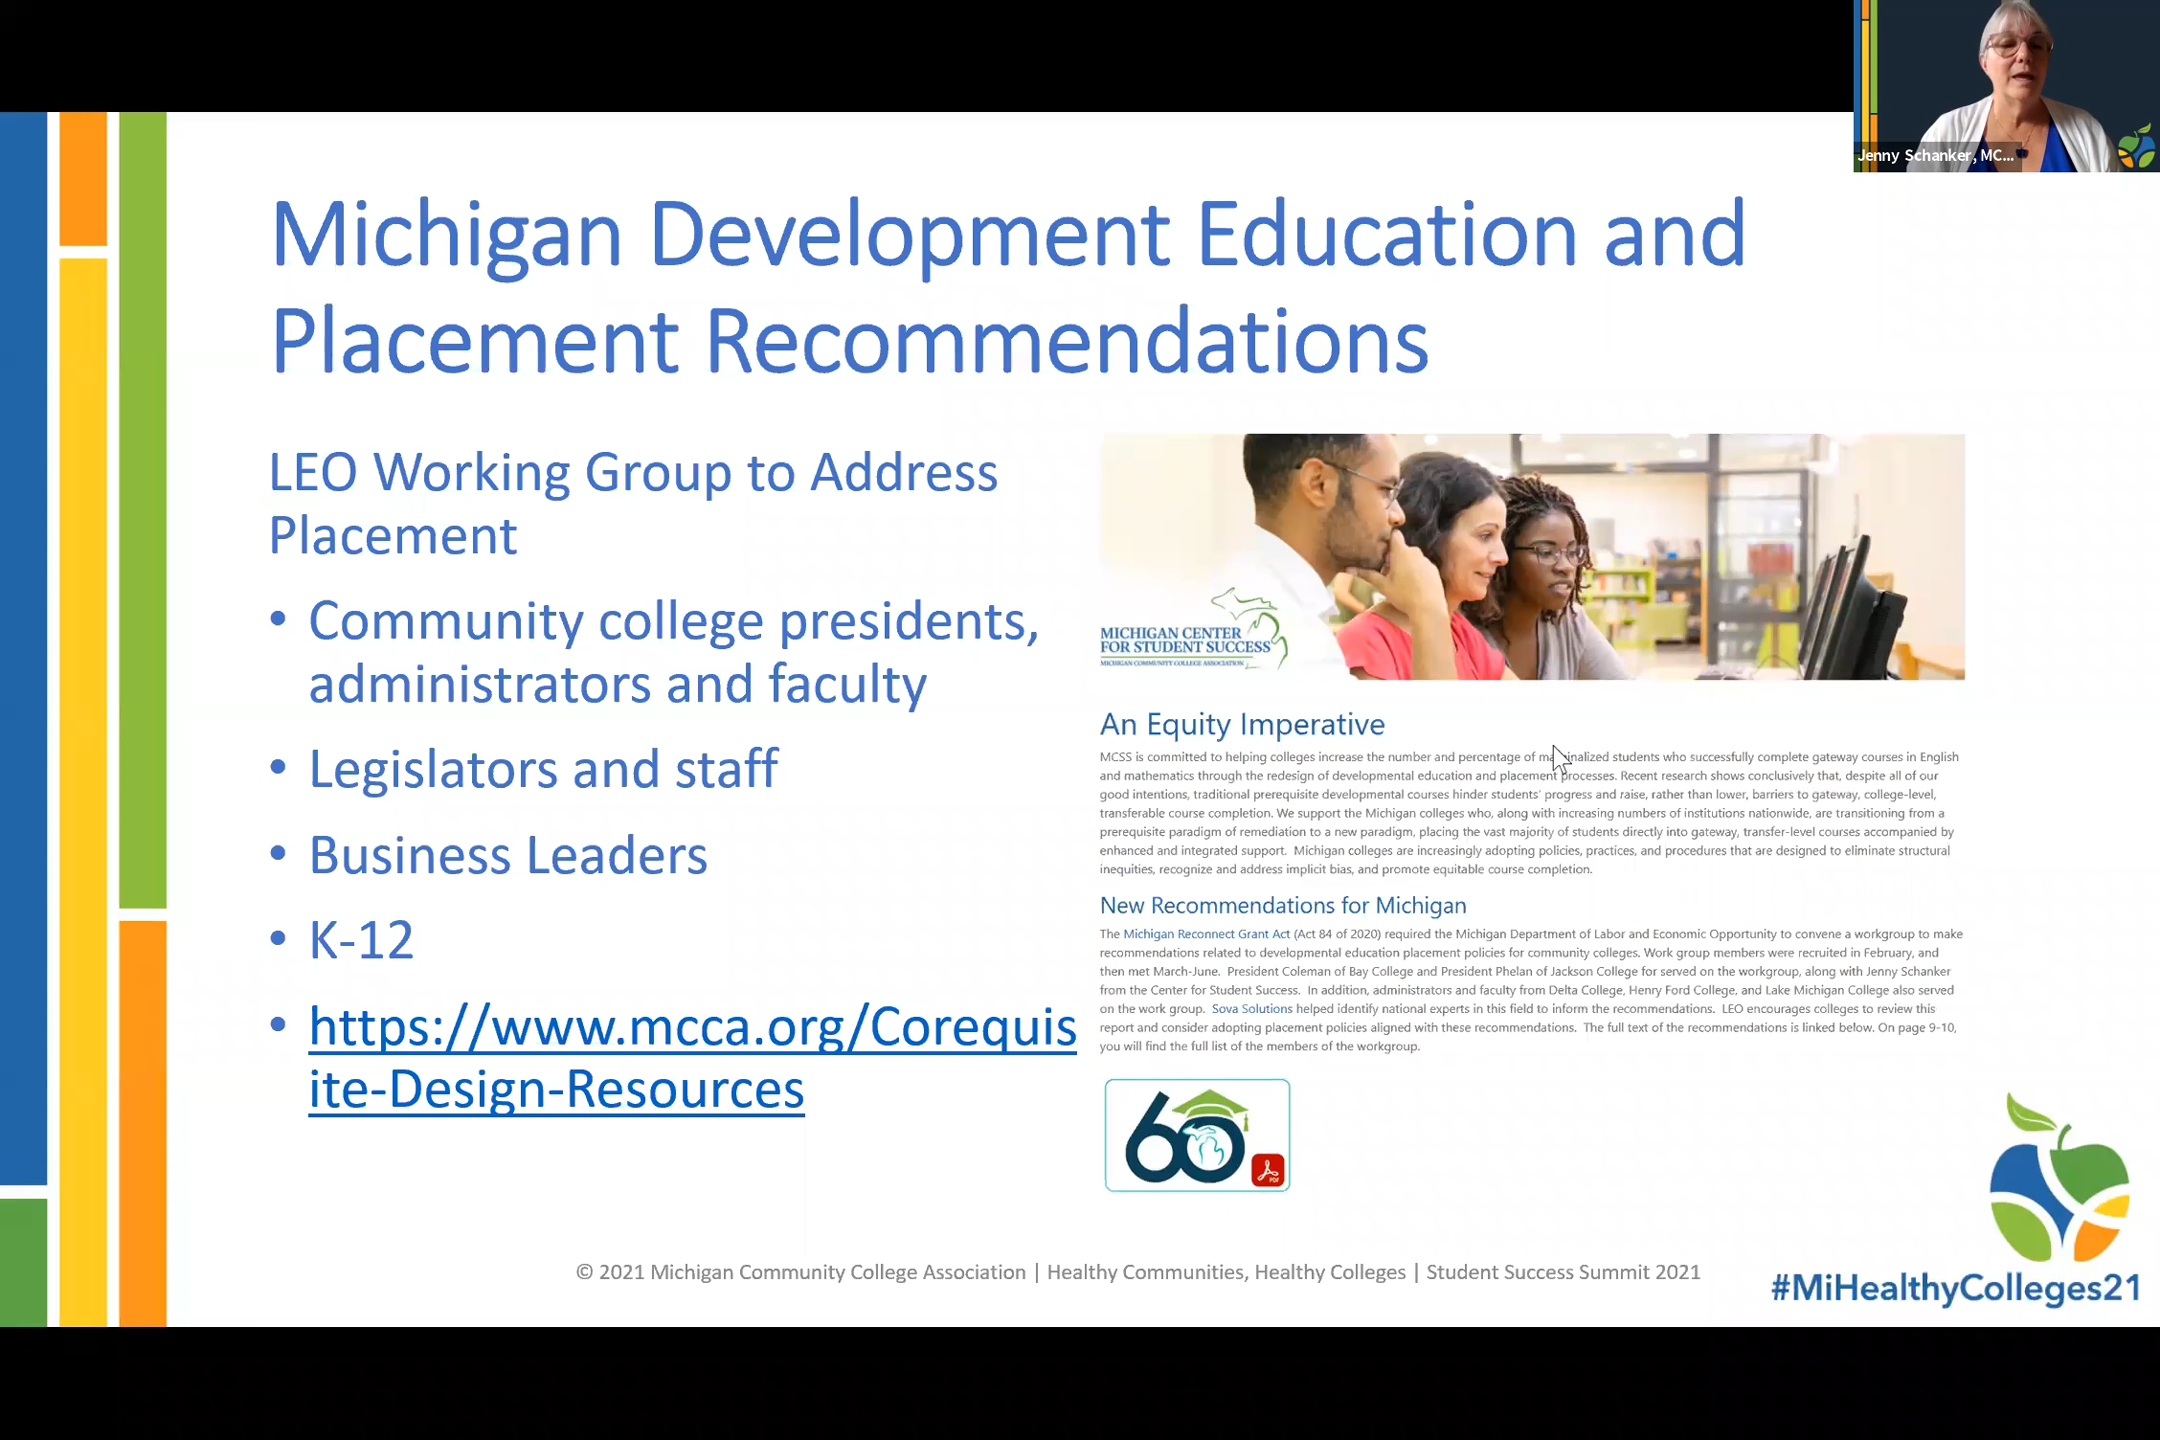 Jenny Schanker, MC...
Michigan Development Education and
Placement Recommendations
LEO Working Group to Address
Placement
• Community college presidents,
administrators and faculty
• Legislators and staff
• Business Leaders
• K-12
• https://www.mcca.org/Corequis
ite-Design-Resources
MICHIGAN CENTER
FOR STUDENT SUCCESS
MICHIGAN COMMUNITY COLLEGE ASSOCIATION
An Equity Imperative
MCSS is committed to helping colleges increase the number and percentage of ma inalized students who successfully complete gateway courses in English
and mathematics through the redesign of developmental education and placement processes. Recent research shows conclusively that, despite all of our
good intentions, traditional prerequisite developmental courses hinder students' progress and raise, rather than lower, barriers to gateway, college-level,
transferable course completion. We support the Michigan colleges who, along with increasing numbers of institutions nationwide, are transitioning from a
prerequisite paradigm of remediation to a new paradigm, placing the vast majority of students directly into gateway, transfer-level courses accompanied by
enhanced and integrated support. Michigan colleges are increasingly adopting policies, practices, and procedures that are designed to eliminate structural
inequities, recognize and address implicit bias, and promote equitable course completion.
New Recommendations for Michigan
The Michigan Reconnect Grant Act (Act 84 of 2020) required the Michigan Department of Labor and Economic Opportunity to convene a workgroup to make
recommendations related to developmental education placement policies for community colleges. Work group members were recruited in February, and
then met March-June. President Coleman of Bay College and President Phelan of Jackson College for served on the workgroup, along with Jenny Schanker
from the Center for Student Success. In addition, administrators and faculty from Delta College, Henry Ford College, and Lake Michigan College also served
on the work group. Sova Solutions helped identify national experts in this field to inform the recommendations. LEO encourages colleges to review this
report and consider adopting placement policies aligned with these recommendations. The full text of the recommendations is linked below. On page 9-10,
you will find the full list of the members of the workgroup.
60
PDF
© 2021 Michigan Community College Association | Healthy Communities, Healthy Colleges | Student Success Summit 2021
#MiHealthyColleges21